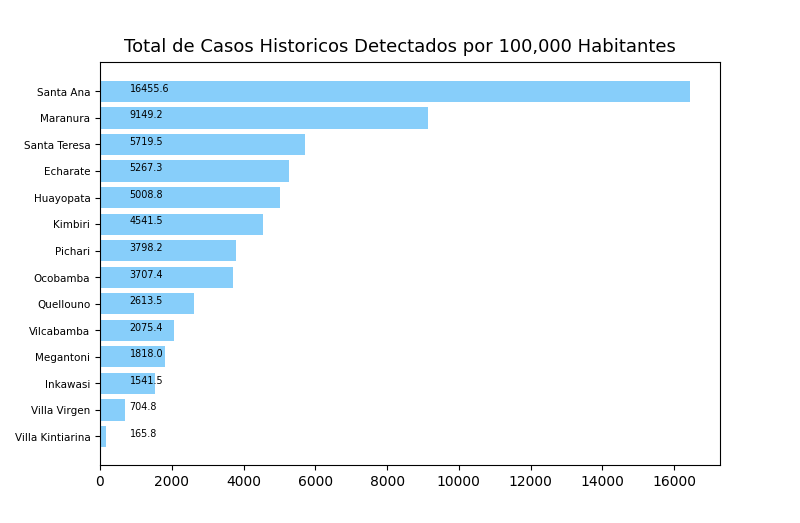 Total de Casos Historicos Detectados por 100,000 Habitantes
Santa Ana 16455.6
Maranura 9149.2
Santa Teresa 5719.5
Echarate 5267.3
Huayopata 5008.8
Kimbiri 4541.5
Pichari 3798.2
Ocobamba 3707.4
Quellouno 2613.5
Vilcabamba 2075.4
Megantoni 1818.0
Inkawasi 1541.5
Villa Virgen 704.8
Villa Kintiarina 165.8
0 2000 4000 6000 8000 10000 12000 14000 16000